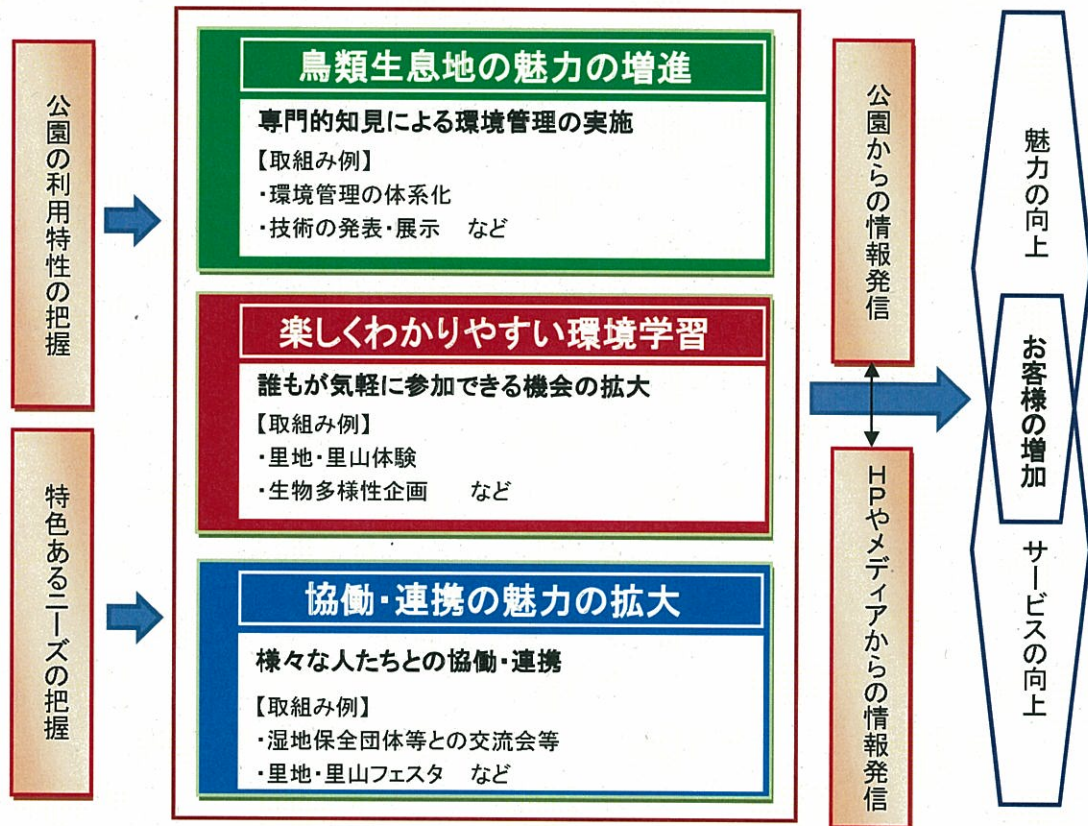 公園の利用特性の把握
特色あるニーズの把握
鳥類生息地の魅力の増進
専門的知見による環境管理の実施
【取組み例】
・環境管理の体系化
・技術の発表・展示　など
楽しくわかりやすい環境学習
誰もが気軽に参加できる機会の拡大
【取組み例】
・里地・里山体験
・生物多様性企画　など
協働・連携の魅力の拡大
様々な人たちとの協働・連携
【取組み例】
・湿地保全団体等との交流会等
・里地・里山フェスタ　など
公園からの情報発信
HPやメディアからの情報発信
魅力の向上
お客様の増加
サービスの向上